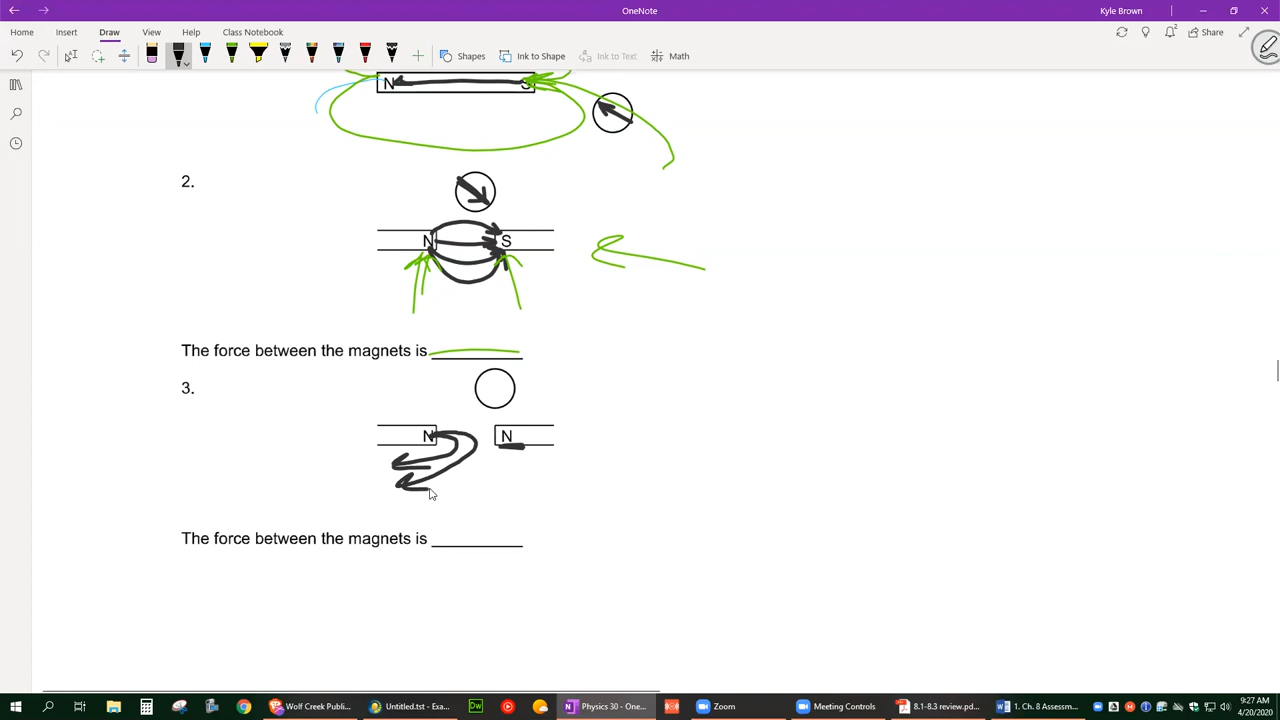 OneNote
Kyle Brown
Home Insert Draw View Help Class Notebook
Share
Shapes Ink to Shape Ink to Text Math
N S
2.
N S
The force between the magnets is
3.
N N
The force between the magnets is
Wolf Creek Publi... Untitled.tst - Exa... Dw Physics 30 - One... Zoom Meeting Controls 8.1-8.3 review.pd... 1. Ch. 8 Assessm... 9:27 AM
4/20/2020